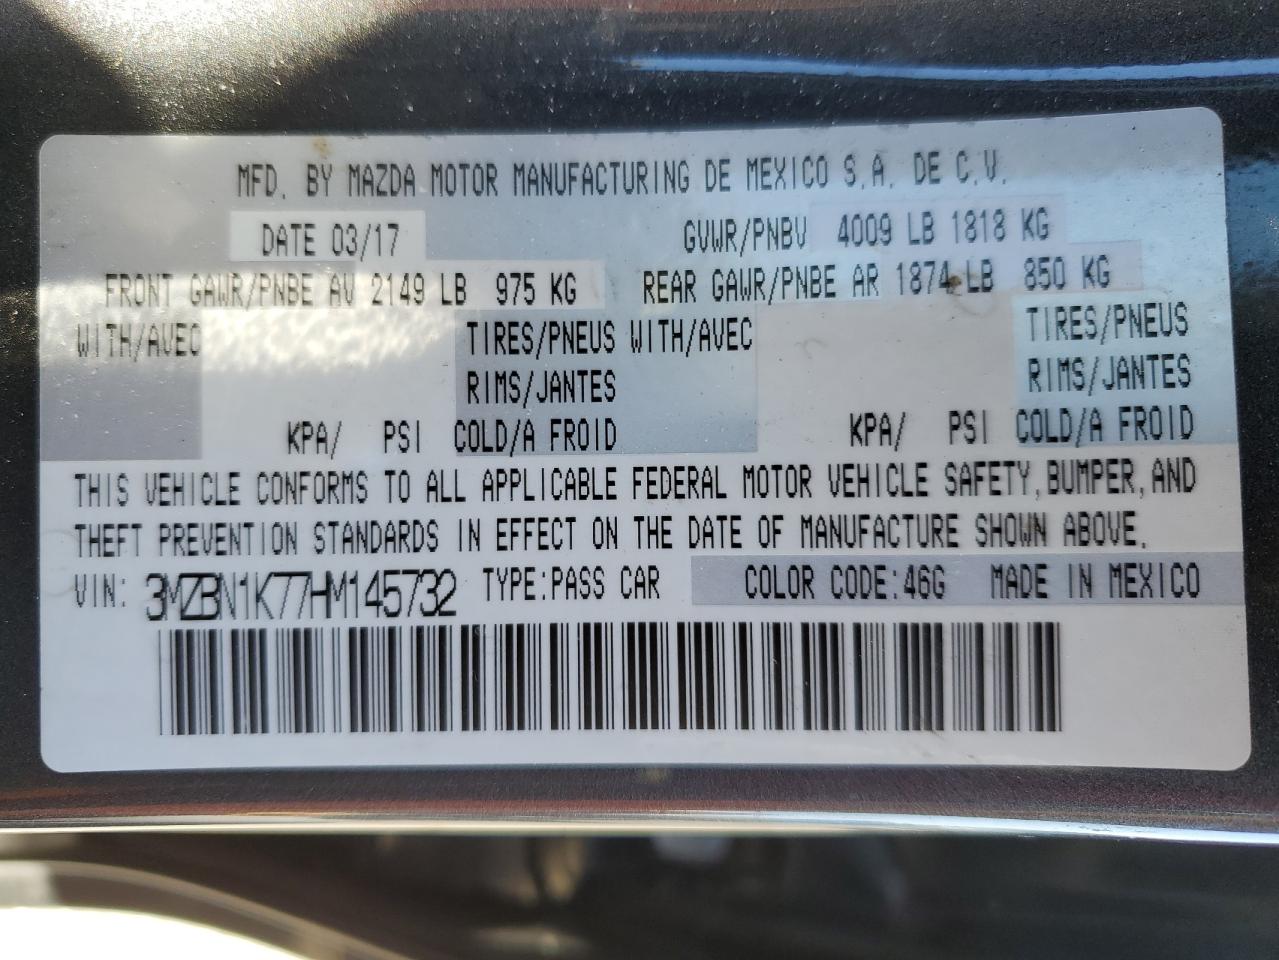 MFD. BY MAZDA MOTOR MANUFACTURING DE MEXICO S.A. DE C.V.
DATE 03/17 GVWR/PNBV 4009 LB 1818 KG
FRONT GAWR/PNBE AV 2149 LB 975 KG REAR GAWR/PNBE AR 1874 LB 850 KG
WITH/AVEC TIRES/PNEUS WITH/AVEC TIRES/PNEUS
RIMS/JANTES RIMS/JANTES
KPA/ PSI COLD/A FROID KPA/ PSI COLD/A FROID
THIS VEHICLE CONFORMS TO ALL APPLICABLE FEDERAL MOTOR VEHICLE SAFETY, BUMPER, AND
THEFT PREVENTION STANDARDS IN EFFECT ON THE DATE OF MANUFACTURE SHOWN ABOVE.
VIN: 3MZBN1K77HM145732 TYPE:PASS CAR COLOR CODE:46G MADE IN MEXICO